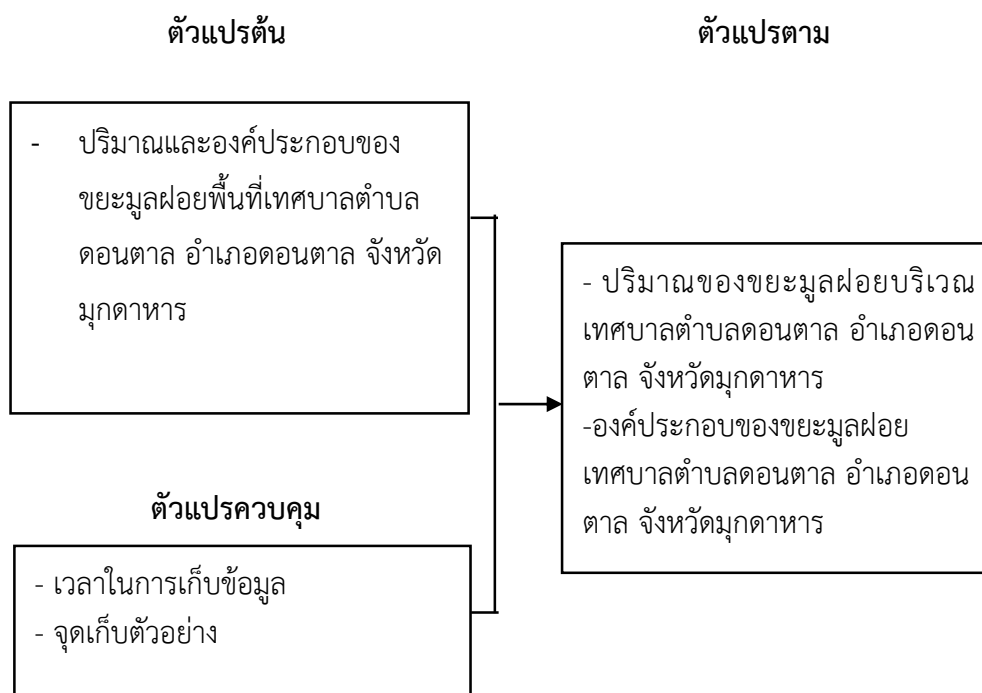 ตัวแปรต้น
ตัวแปรตาม
- ปริมาณและองค์ประกอบของ
ขยะมูลฝอยพื้นที่เทศบาลตำบล
ดอนตาล อำเภอดอนตาล จังหวัด
มุกดาหาร
- ปริมาณของขยะมูลฝอยบริเวณ
เทศบาลตำบลดอนตาล อำเภอดอน
ตาล จังหวัดมุกดาหาร
-องค์ประกอบของขยะมูลฝอย
เทศบาลตำบลดอนตาล อำเภอดอน
ตาล จังหวัดมุกดาหาร
ตัวแปรควบคุม
- เวลาในการเก็บข้อมูล
- จุดเก็บตัวอย่าง